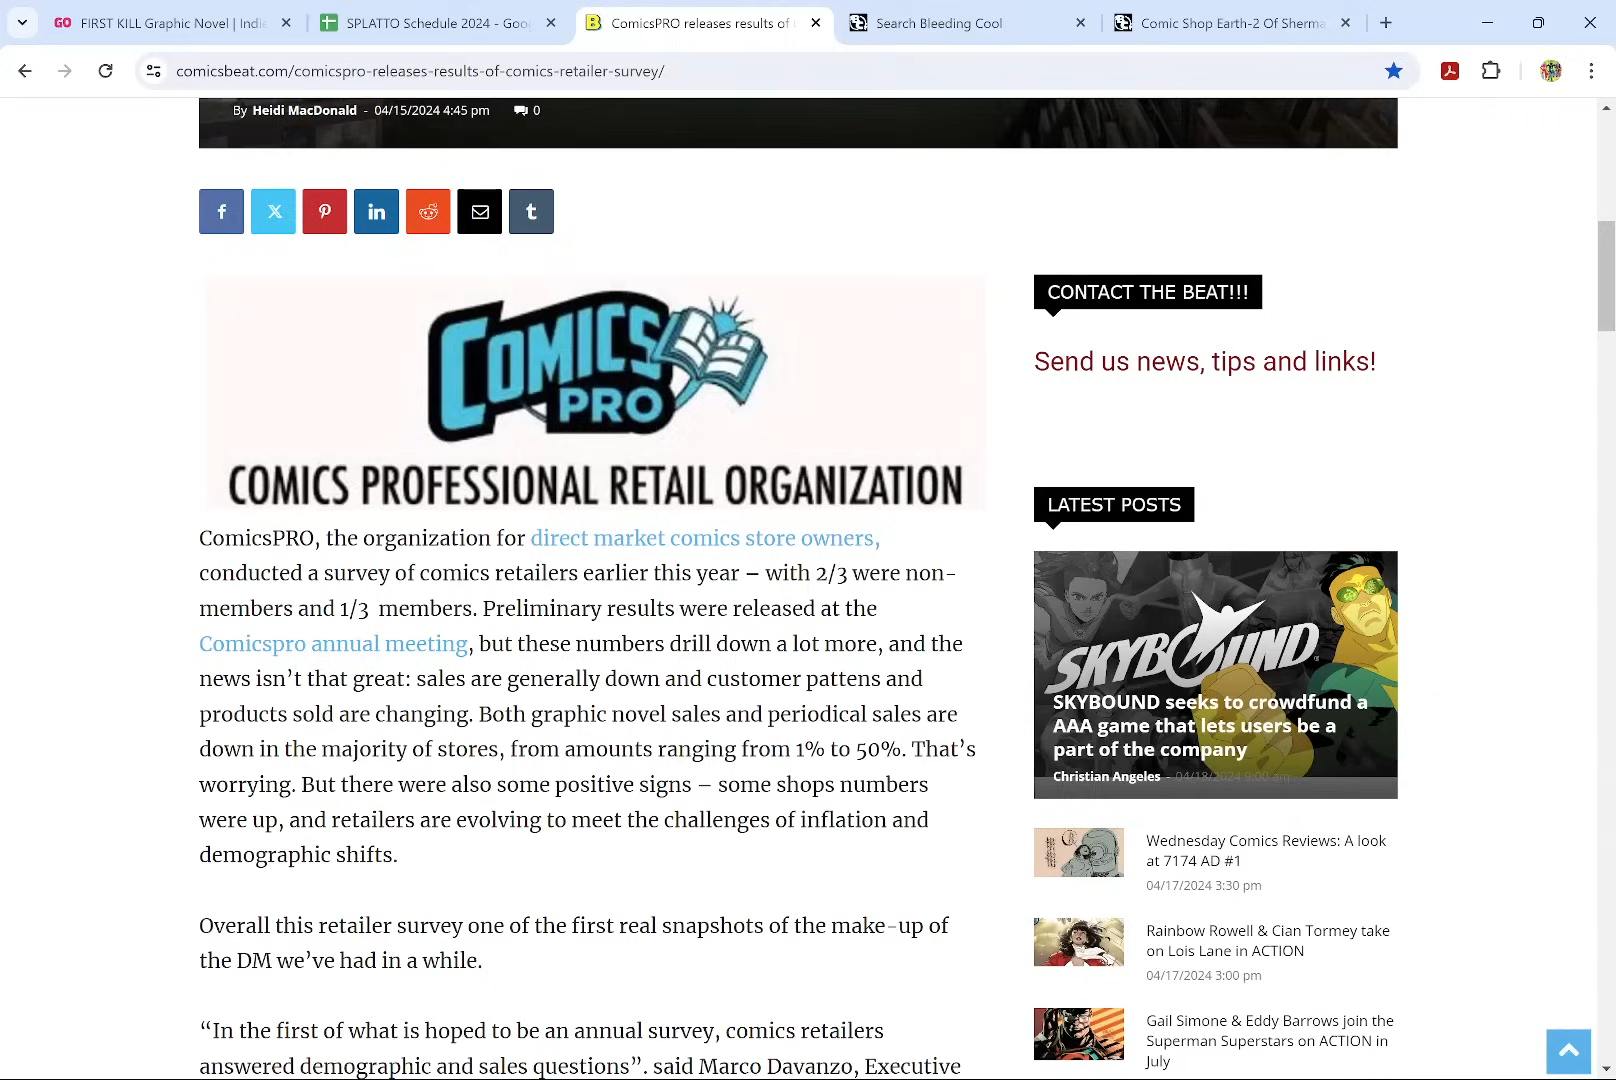 FIRST KILL Graphic Novel | Indie
SPLATTO Schedule 2024 - Goo
ComicsPRO releases results of
Search Bleeding Cool
Comic Shop Earth-2 Of Sherma
comicsbeat.com/comicspro-releases-results-of-comics-retailer-survey/
By Heidi MacDonald - 04/15/2024 4:45 pm 0
COMICS
PRO
COMICS PROFESSIONAL RETAIL ORGANIZATION
ComicsPRO, the organization for direct market comics store owners,
conducted a survey of comics retailers earlier this year – with 2/3 were non-
members and 1/3 members. Preliminary results were released at the
Comicspro annual meeting, but these numbers drill down a lot more, and the
news isn’t that great: sales are generally down and customer pattens and
products sold are changing. Both graphic novel sales and periodical sales are
down in the majority of stores, from amounts ranging from 1% to 50%. That’s
worrying. But there were also some positive signs – some shops numbers
were up, and retailers are evolving to meet the challenges of inflation and
demographic shifts.
Overall this retailer survey one of the first real snapshots of the make-up of
the DM we’ve had in a while.
“In the first of what is hoped to be an annual survey, comics retailers
answered demographic and sales questions”. said Marco Davanzo, Executive
CONTACT THE BEAT!!!
Send us news, tips and links!
LATEST POSTS
SKYBOUND
SKYBOUND seeks to crowdfund a
AAA game that lets users be a
part of the company
Christian Angeles - 04/18/2024 9:00 am
Wednesday Comics Reviews: A look
at 7174 AD #1
04/17/2024 3:30 pm
Rainbow Rowell & Cian Tormey take
on Lois Lane in ACTION
04/17/2024 3:00 pm
Gail Simone & Eddy Barrows join the
Superman Superstars on ACTION in
July